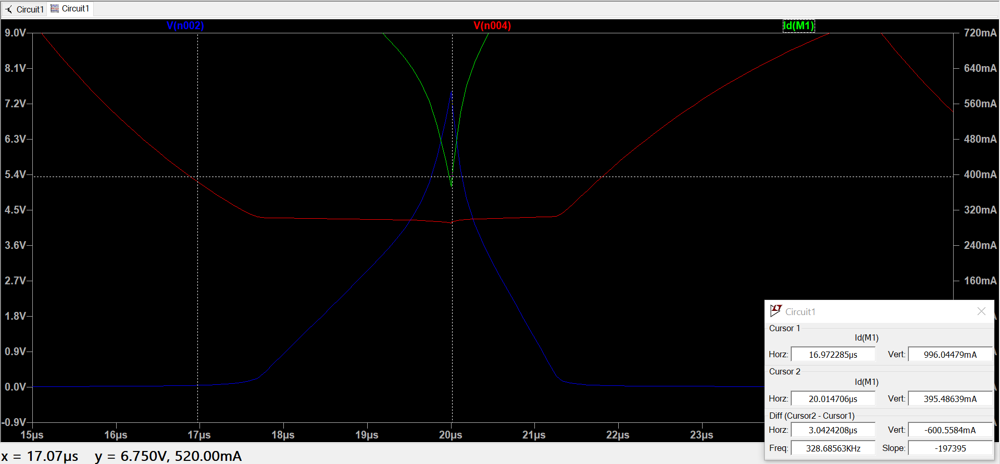 Circuit1 Circuit1
V(n002) V(n004) Id(M1)
9.0V 720mA
8.1V 640mA
7.2V 560mA
6.3V 480mA
5.4V 400mA
4.5V 320mA
3.6V 240mA
2.7V 160mA
1.8V
0.9V
0.0V
-0.9V
15µs 16µs 17µs 18µs 19µs 20µs 21µs 22µs 23µs
Circuit1
Cursor 1
Id(M1)
Horz: 16.972285µs Vert: 996.04479mA
Cursor 2
Id(M1)
Horz: 20.014706µs Vert: 395.48639mA
Diff (Cursor2 - Cursor1)
Horz: 3.0424208µs Vert: -600.5584mA
Freq: 328.68563KHz Slope: -197395
x = 17.07µs y = 6.750V, 520.00mA